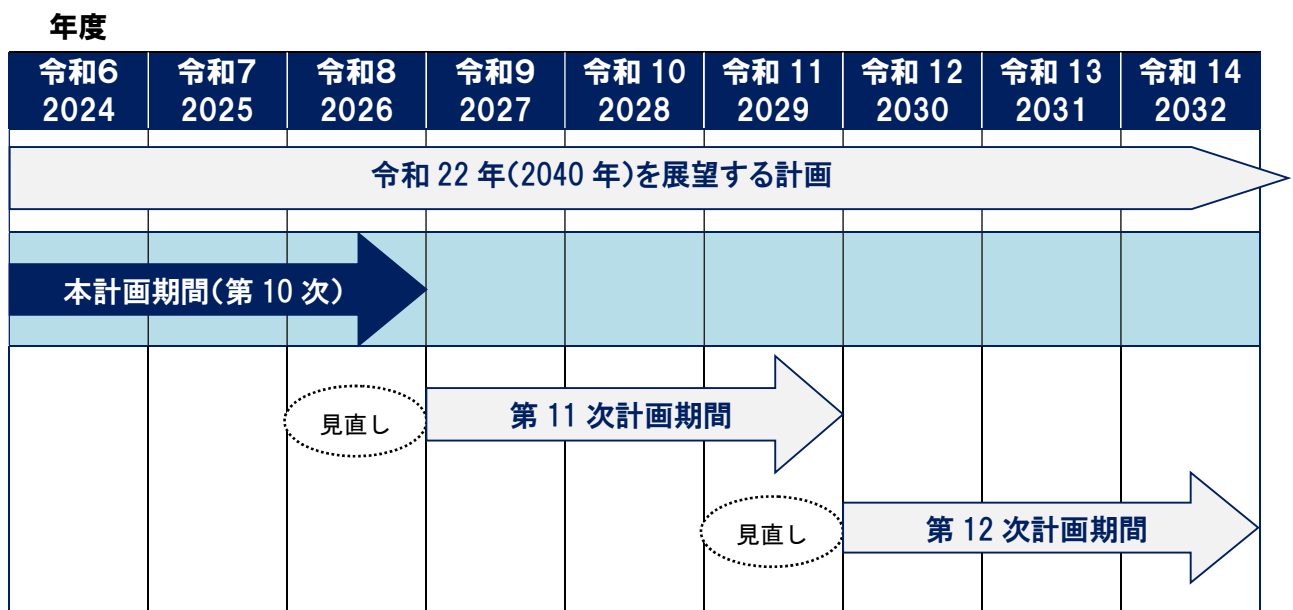 年度
令和6 令和7 令和8 令和9 令和 10 令和 11 令和 12 令和 13 令和 14
2024 2025 2026 2027 2028 2029 2030 2031 2032
令和 22 年(2040 年)を展望する計画
本計画期間(第 10 次)
見直し
第 11 次計画期間
見直し
第 12 次計画期間